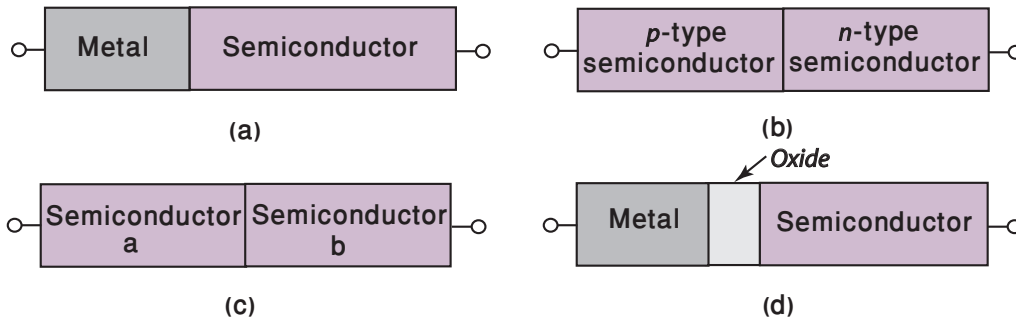 Metal
Semiconductor
(a)
p-type
semiconductor
n-type
semiconductor
(b)
Semiconductor
a
Semiconductor
b
(c)
Oxide
Metal
Semiconductor
(d)